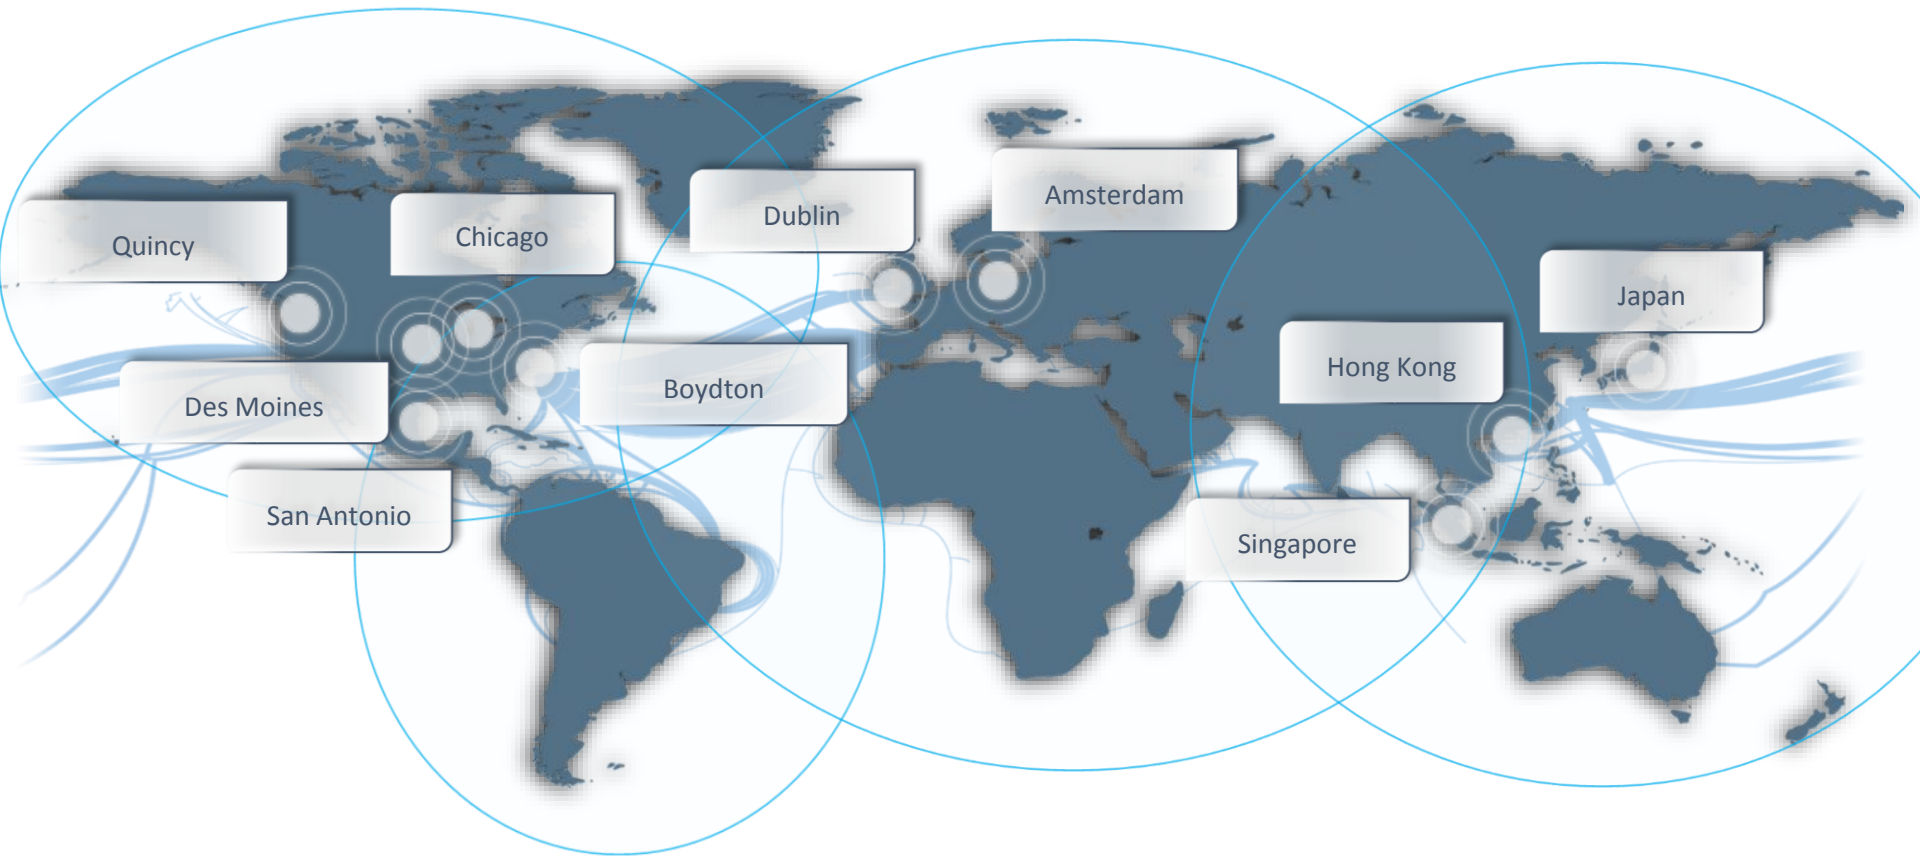 Amsterdam
Dublin
Chicago
Quincy
Japan
Hong Kong
Boydton
Des Moines
San Antonio
Singapore